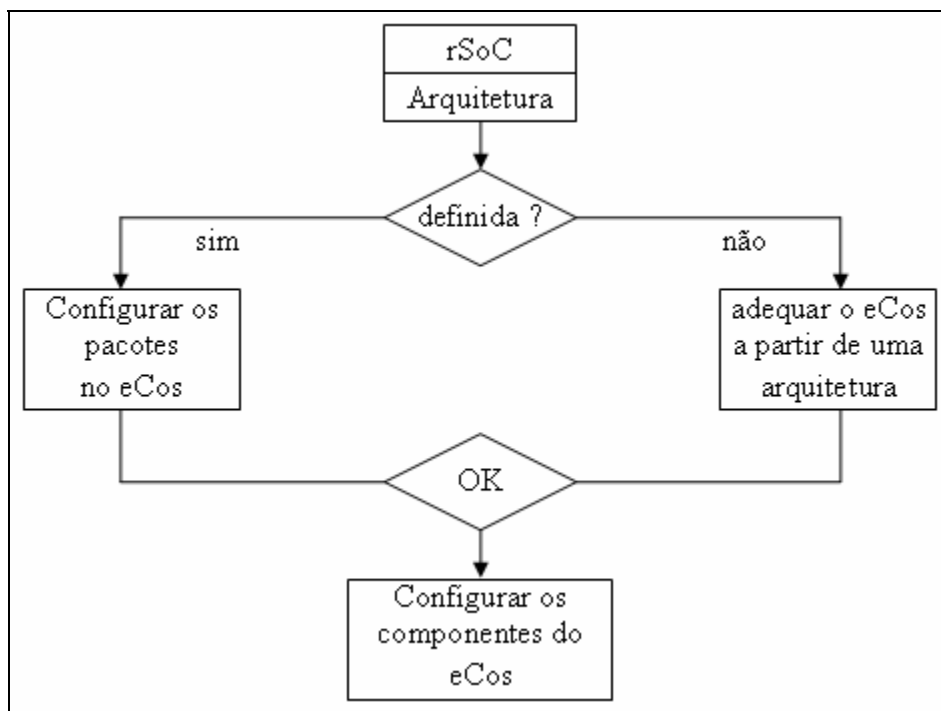 rSoC
Arquitetura
definida ?
sim
não
Configurar os
pacotes
no eCos
adequar o eCos
a partir de uma
arquitetura
OK
Configurar os
componentes do
eCos